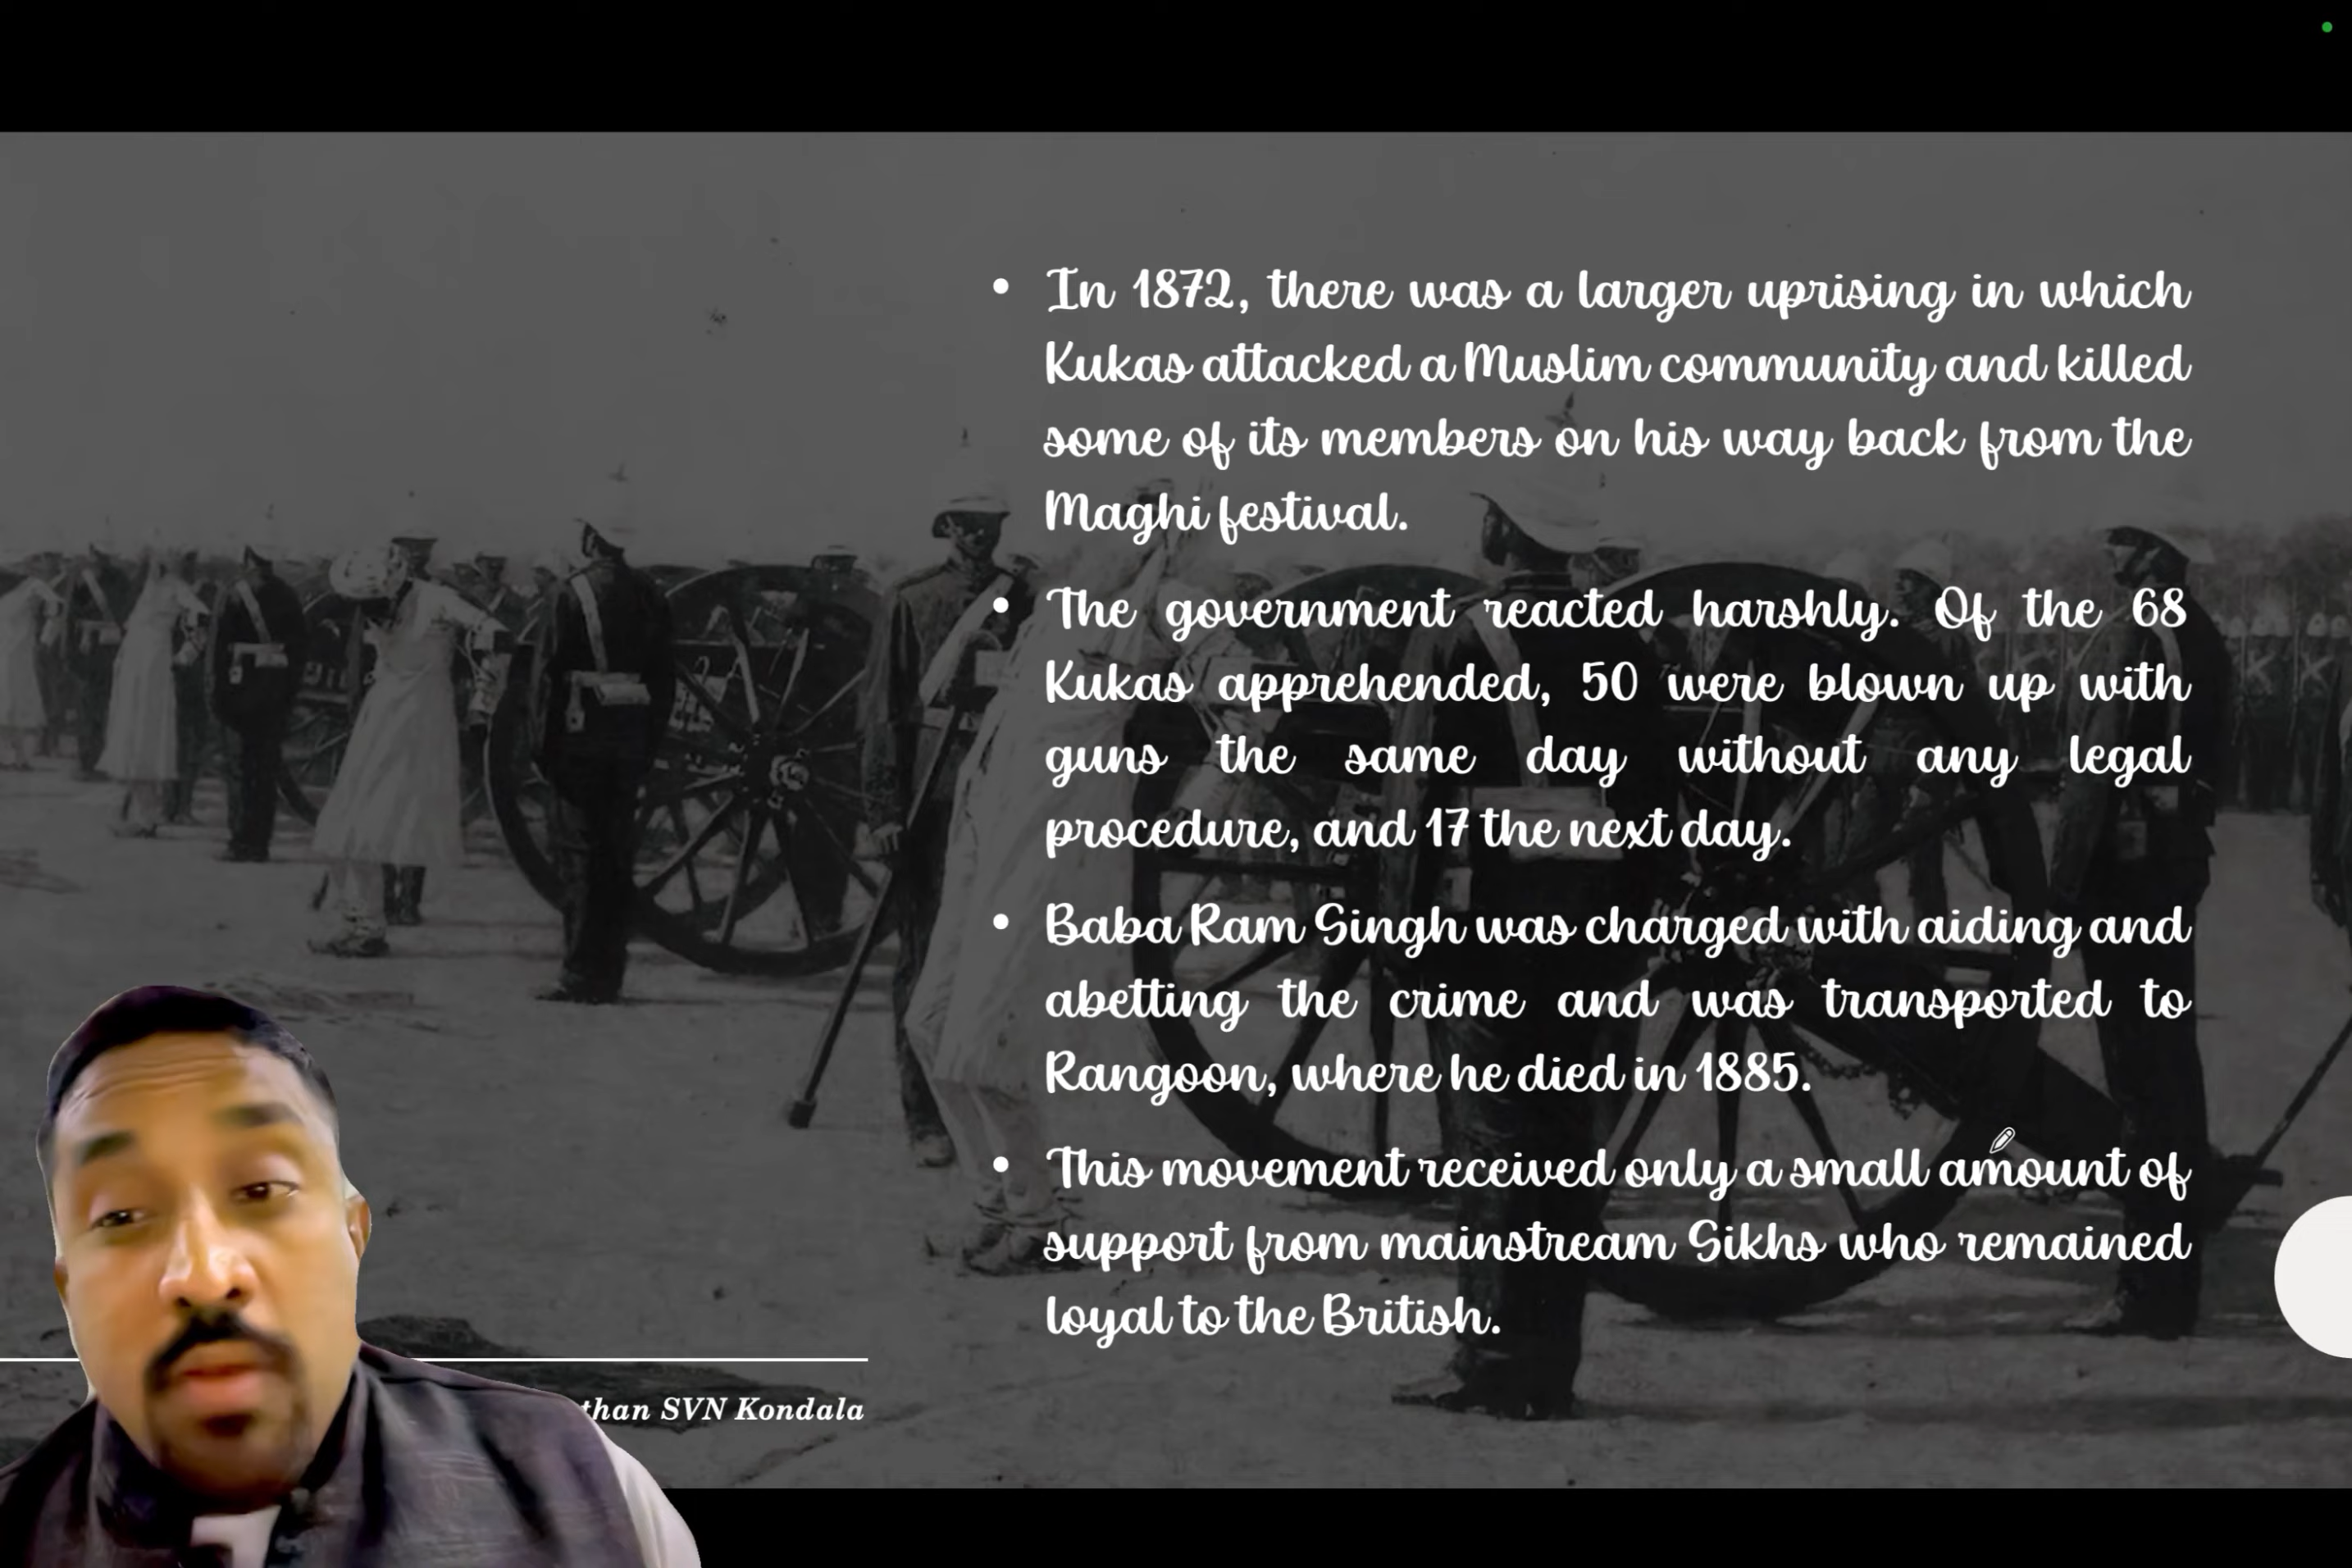 • In 1872, there was a larger uprising in which
Kukas attacked a Muslim community and killed
some of its members on his way back from the
Maghi festival.
• The government reacted harshly. Of the 68
Kukas apprehended, 50 were blown up with
guns the same day without any legal
procedure, and 17 the next day.
• Baba Ram Singh was charged with aiding and
abetting the crime and was transported to
Rangoon, where he died in 1885.
• This movement received only a small amount of
support from mainstream Sikhs who remained
loyal to the British.
SVN Kondala